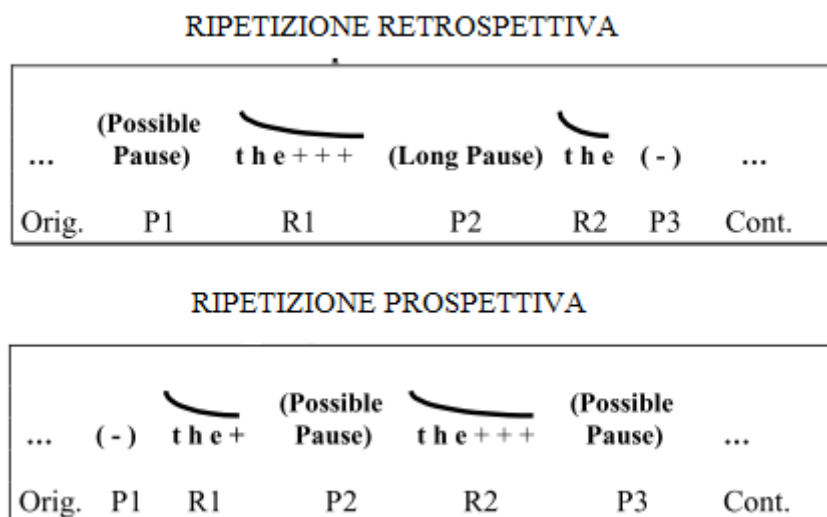 RIPETIZIONE RETROSPETTIVA
(Possible
... Pause) t h e + + + (Long Pause) t h e ( - ) ...
Orig. P1 R1 P2 R2 P3 Cont.
RIPETIZIONE PROSPETTIVA
(Possible (Possible
... ( - ) t h e + Pause) t h e + + + Pause) ...
Orig. P1 R1 P2 R2 P3 Cont.